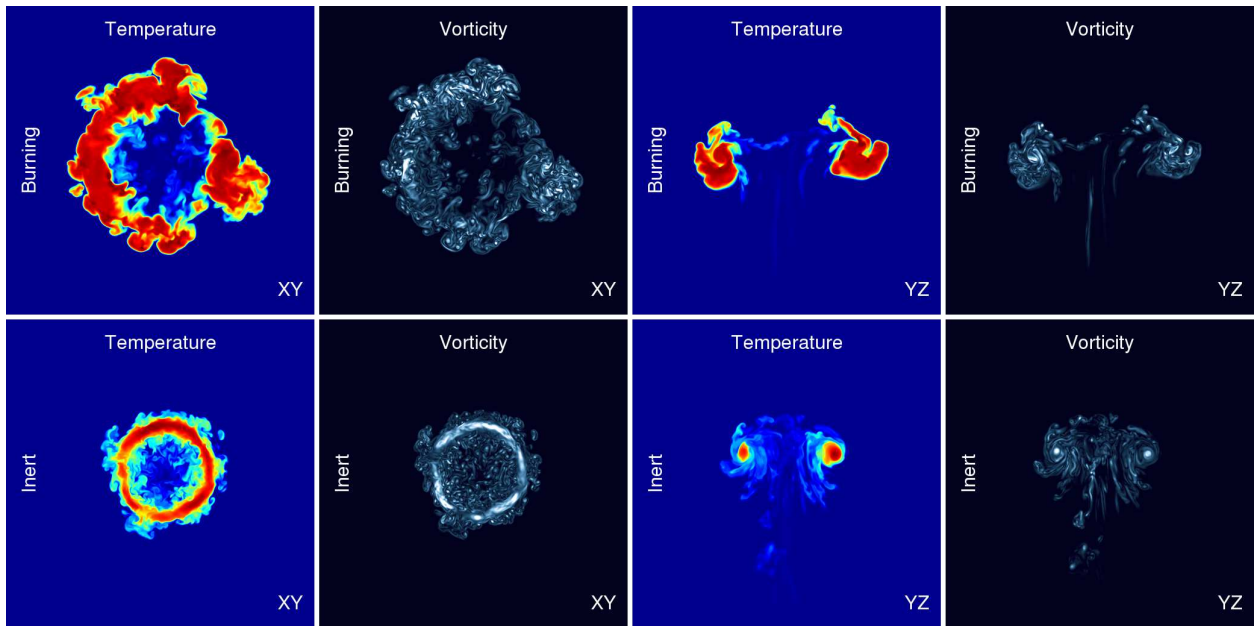 Temperature
Vorticity
Temperature
Vorticity
Burning
Burning
Burning
Burning
XY
XY
YZ
YZ
Temperature
Vorticity
Temperature
Vorticity
Inert
Inert
Inert
Inert
XY
XY
YZ
YZ